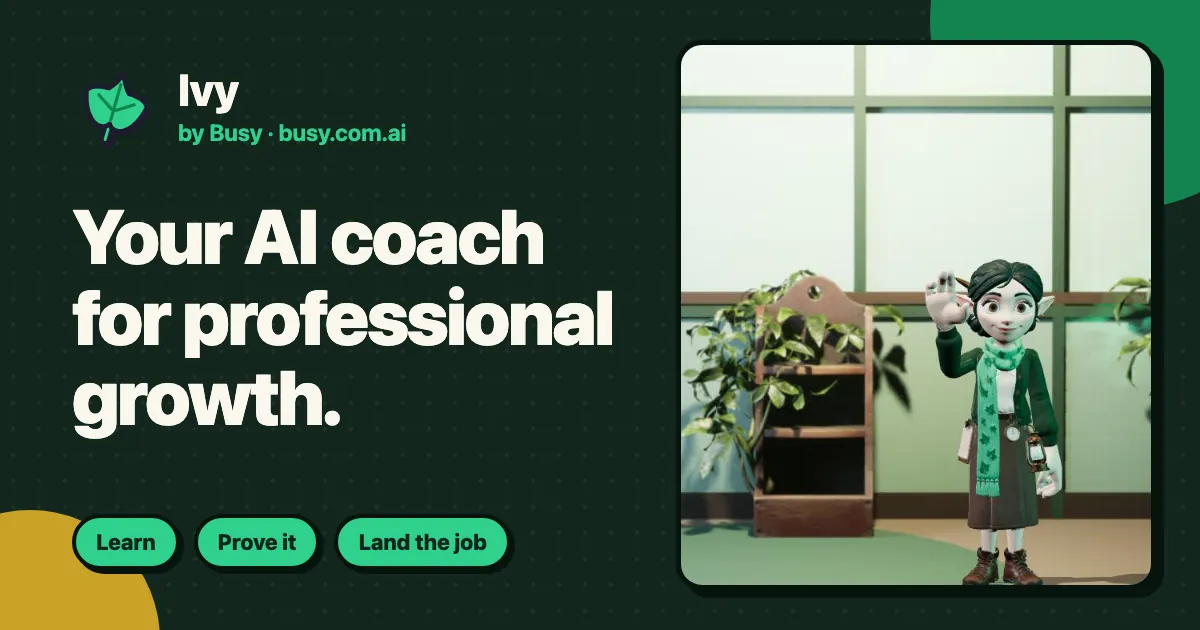 Ivy
by Busy · busy.com.ai
Your AI coach
for professional
growth.
Learn
Prove it
Land the job